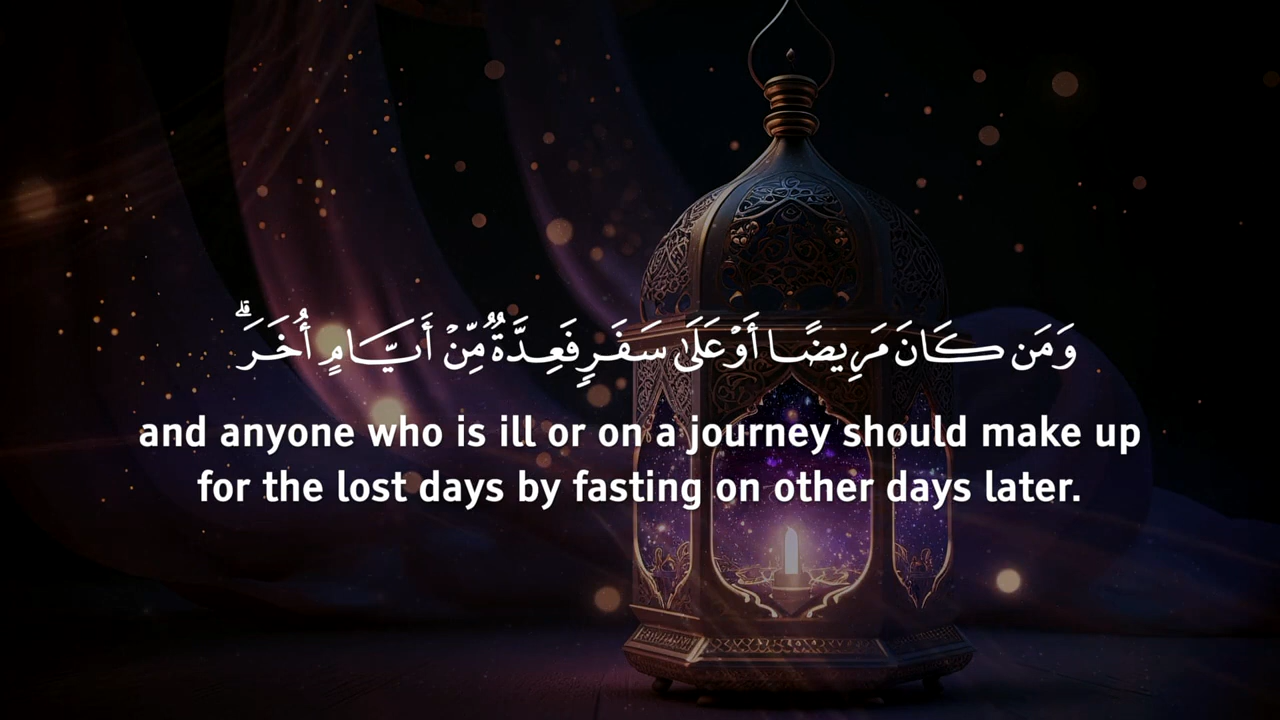 وَمَن كَانَ مَرِيضًا أَوْ عَلَىٰ سَفَرٍ فَعِدَّةٌ مِّنْ أَيَّامٍ أُخَرَ ۗ
and anyone who is ill or on a journey should make up
for the lost days by fasting on other days later.